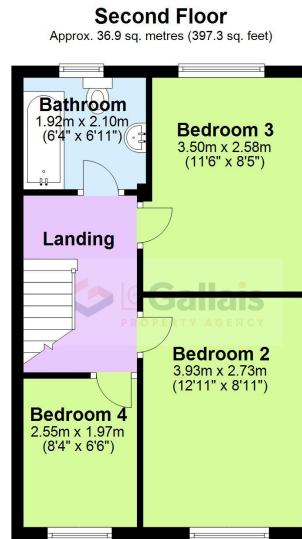 Second Floor
Approx. 36.9 sq. metres (397.3 sq. feet)
Bathroom
1.92m x 2.10m
(6'4" x 6'11")
Bedroom 3
3.50m x 2.58m
(11'6" x 8'5")
Landing
LeGallais
PROPERTY AGENCY
Bedroom 2
3.93m x 2.73m
(12'11" x 8'11")
Bedroom 4
2.55m x 1.97m
(8'4" x 6'6")